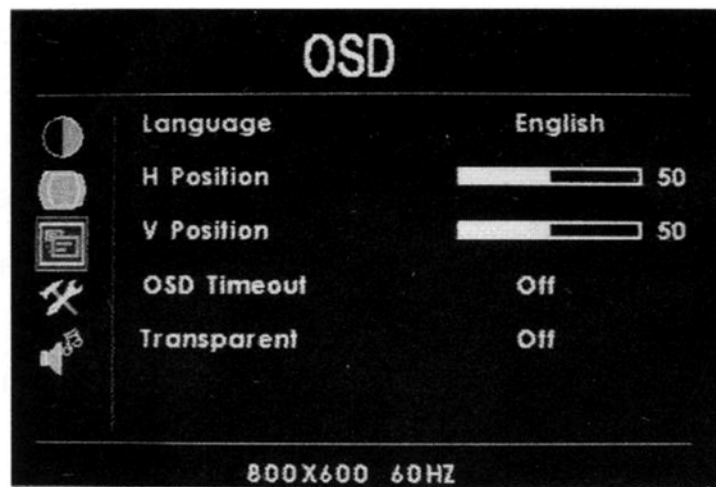 OSD
Language English
H Position 50
V Position 50
OSD Timeout Off
Transparent Off
800X600 60HZ